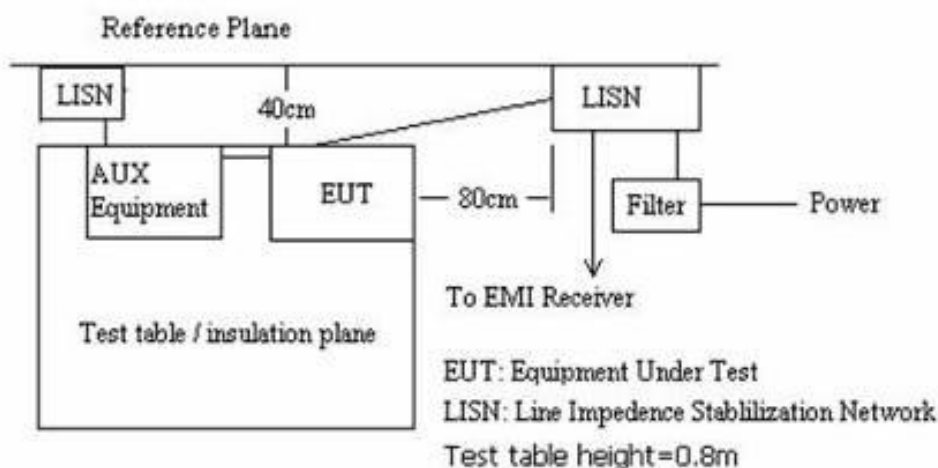 Reference Plane
LISN
40cm
LISN
AUX
Equipment
EUT
80cm
Filter
Power
To EMI Receiver
Test table / insulation plane
EUT: Equipment Under Test
LISN: Line Impedence Stablilization Network
Test table height=0.8m